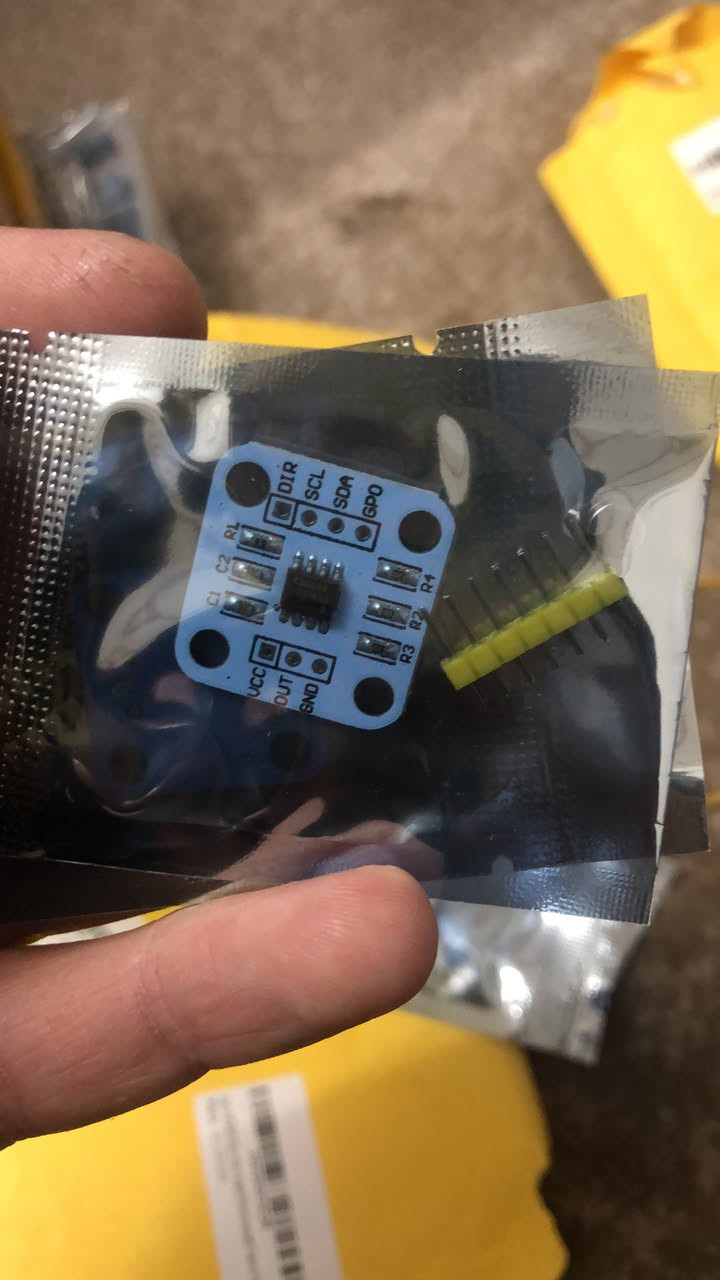 DIR
SCL
SDA
GPO
R1
C2
C1
R4
R2
R3
VCC
OUT
GND